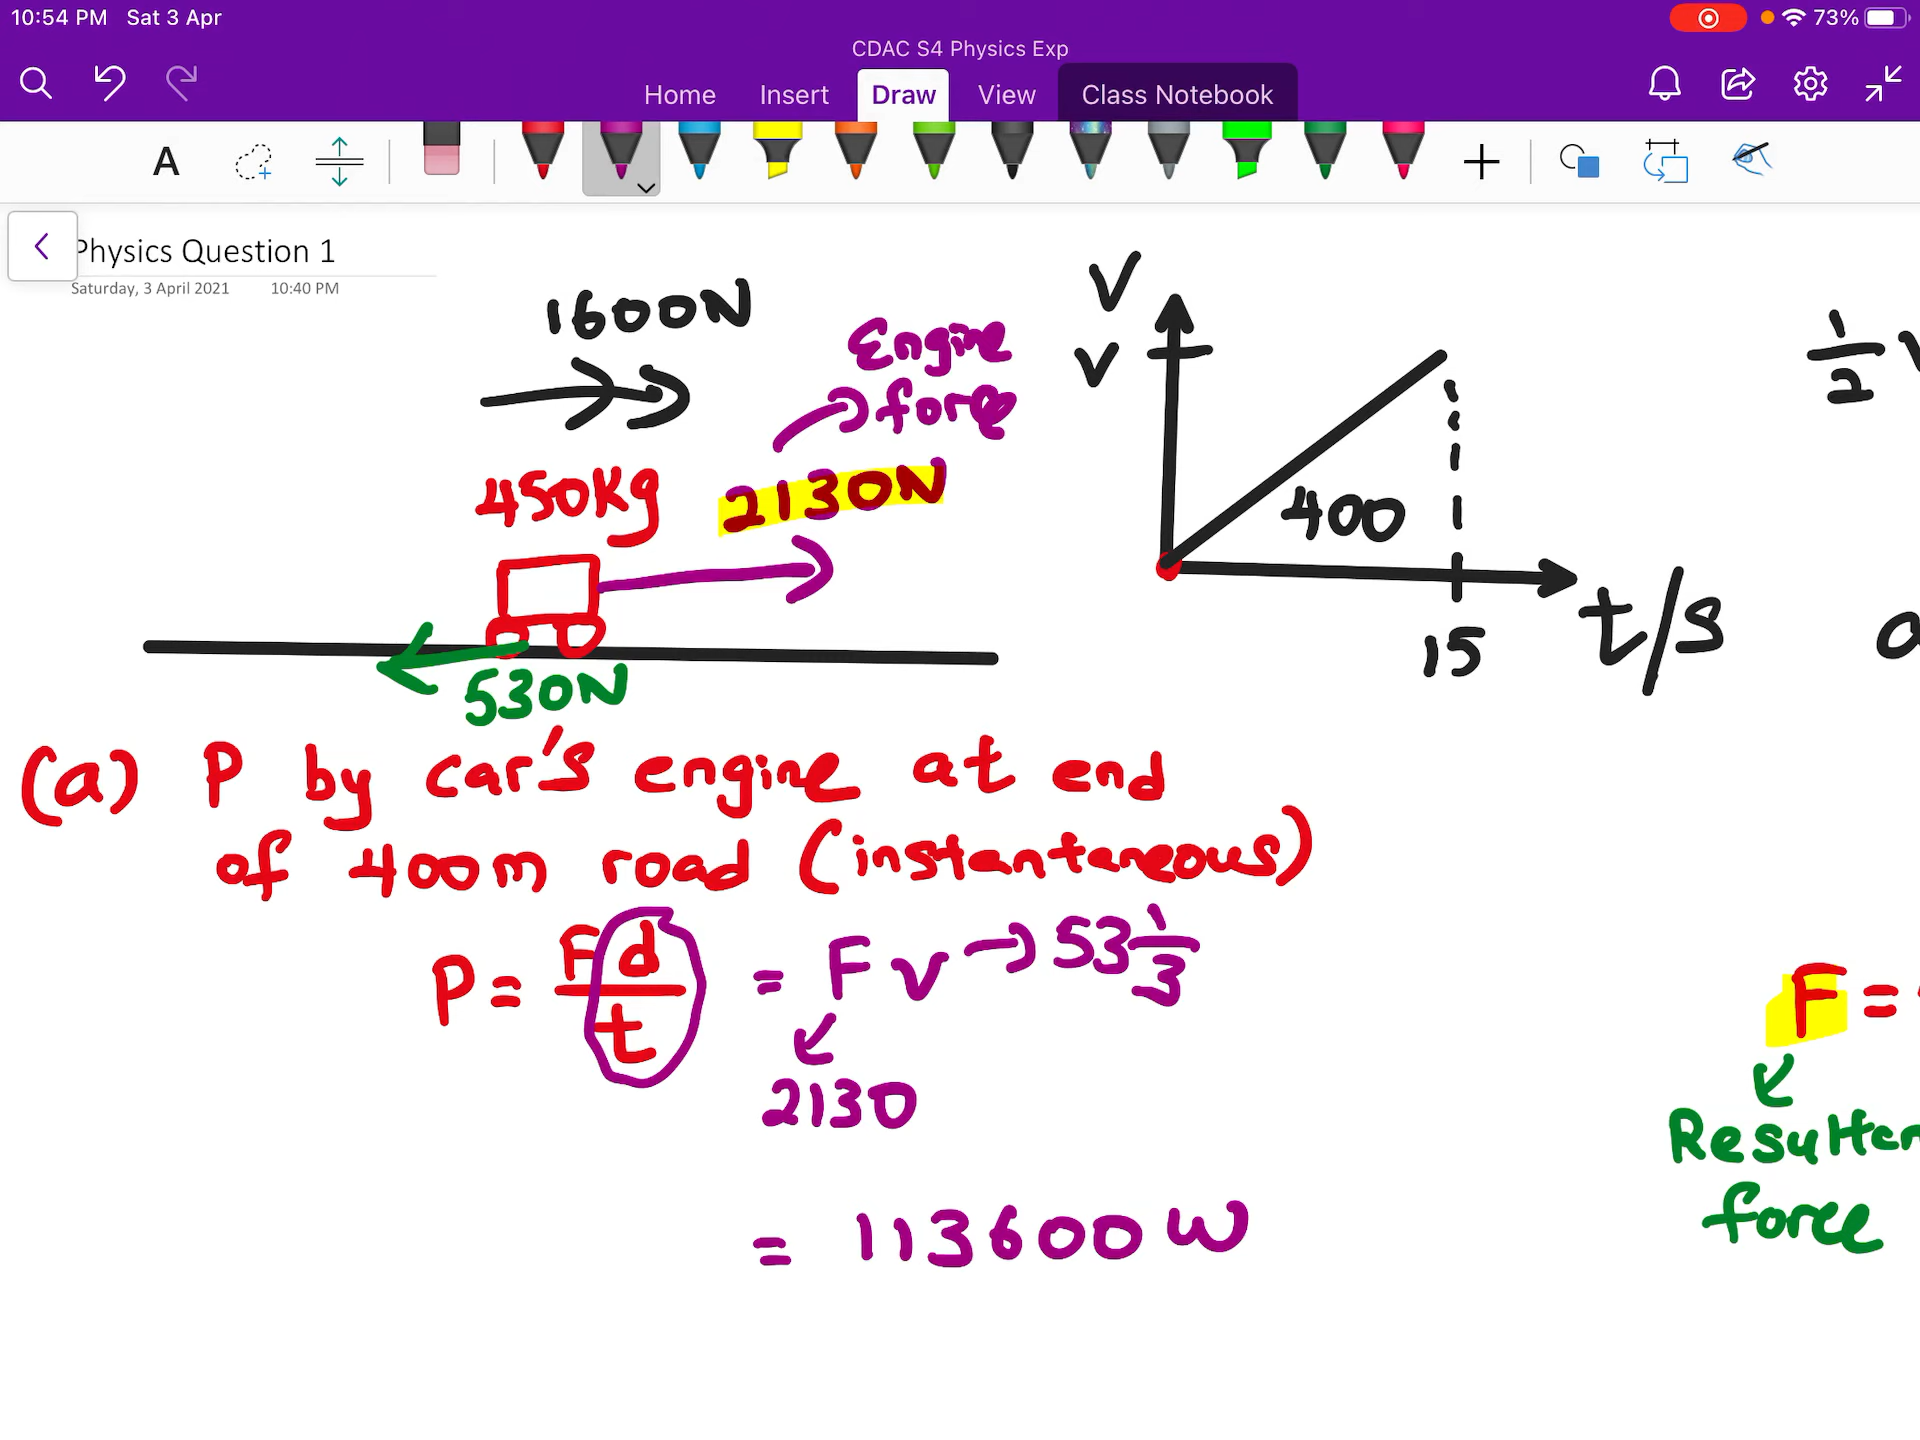 10:54 PM Sat 3 Apr
73%
CDAC S4 Physics Exp
Home Insert Draw View Class Notebook
A
Physics Question 1
Saturday, 3 April 2021 10:40 PM
1600N
Engine
force
450kg
2130N
530N
V
V
400
15
t/s
1/2
(a) P by car's engine at end
of 400m road (instantaneous)
P = Fd/t = Fv → 53 1/3
2130
= 113600 W
F =
force